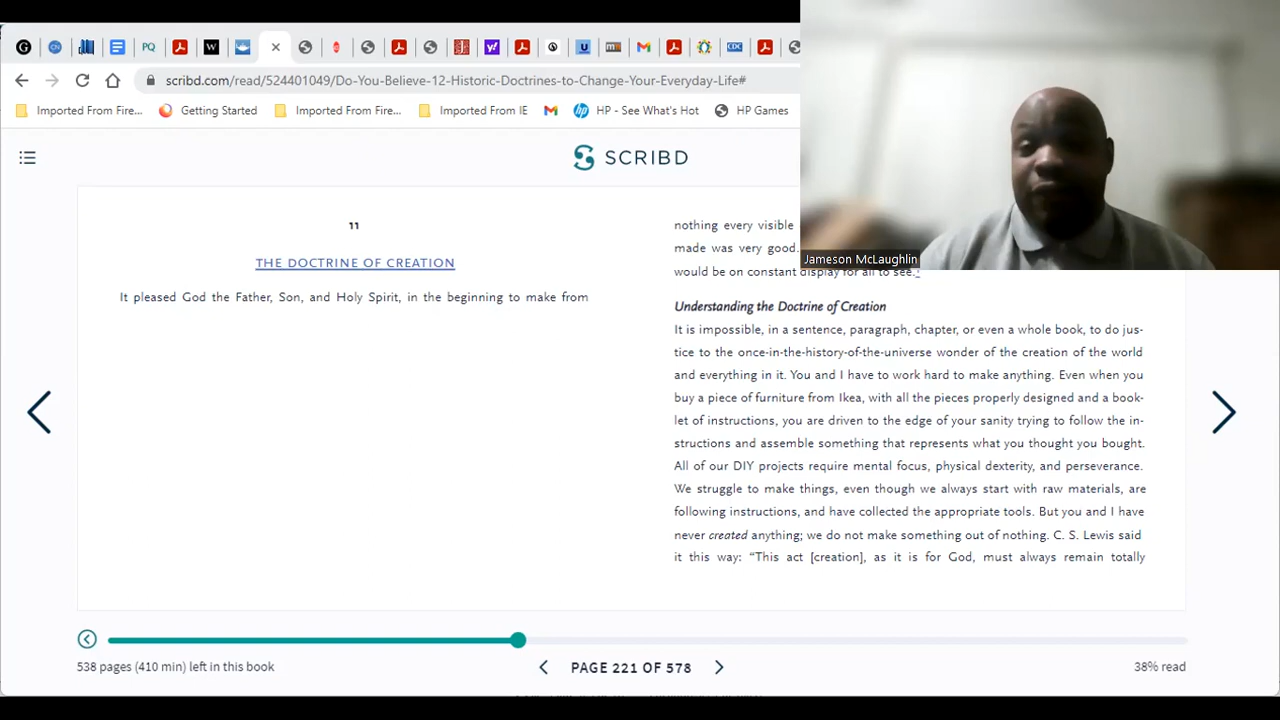 scribd.com/read/524401049/Do-You-Believe-12-Historic-Doctrines-to-Change-Your-Everyday-Life#
Imported From Fire... Getting Started Imported From Fire... Imported From IE HP - See What's Hot HP Games
SCRIBD
Jameson McLaughlin
11
THE DOCTRINE OF CREATION
It pleased God the Father, Son, and Holy Spirit, in the beginning to make from
nothing every visible
made was very good.
would be on constant display for all to see.
Understanding the Doctrine of Creation
It is impossible, in a sentence, paragraph, chapter, or even a whole book, to do jus-
tice to the once-in-the-history-of-the-universe wonder of the creation of the world
and everything in it. You and I have to work hard to make anything. Even when you
buy a piece of furniture from Ikea, with all the pieces properly designed and a book-
let of instructions, you are driven to the edge of your sanity trying to follow the in-
structions and assemble something that represents what you thought you bought.
All of our DIY projects require mental focus, physical dexterity, and perseverance.
We struggle to make things, even though we always start with raw materials, are
following instructions, and have collected the appropriate tools. But you and I have
never created anything; we do not make something out of nothing. C. S. Lewis said
it this way: “This act [creation], as it is for God, must always remain totally
538 pages (410 min) left in this book
PAGE 221 OF 578
38% read